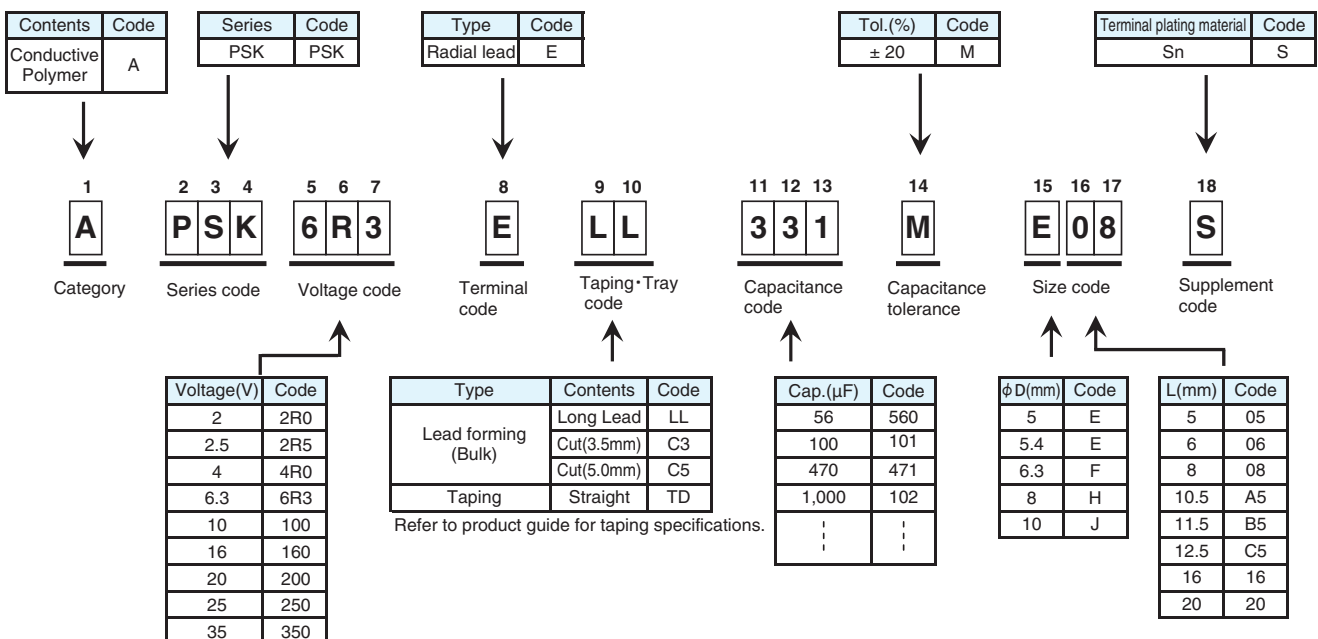 Contents Code
Conductive Polymer A
Series Code
PSK PSK
Type Code
Radial lead E
Tol.(%) Code
± 20 M
Terminal plating material Code
Sn S
1 2 3 4 5 6 7 8 9 10 11 12 13 14 15 16 17 18
A P S K 6 R 3 E L L 3 3 1 M E 0 8 S
Category
Series code
Voltage code
Terminal
code
Taping・Tray
code
Capacitance
code
Capacitance
tolerance
Size code
Supplement
code
Voltage(V) Code
2 2R0
2.5 2R5
4 4R0
6.3 6R3
10 100
16 160
20 200
25 250
35 350
Type Contents Code
Lead forming
(Bulk)
Long Lead LL
Cut(3.5mm) C3
Cut(5.0mm) C5
Taping Straight TD
Refer to product guide for taping specifications.
Cap.(µF) Code
56 560
100 101
470 471
1,000 102
φD(mm) Code
5 E
5.4 E
6.3 F
8 H
10 J
L(mm) Code
5 05
6 06
8 08
10.5 A5
11.5 B5
12.5 C5
16 16
20 20